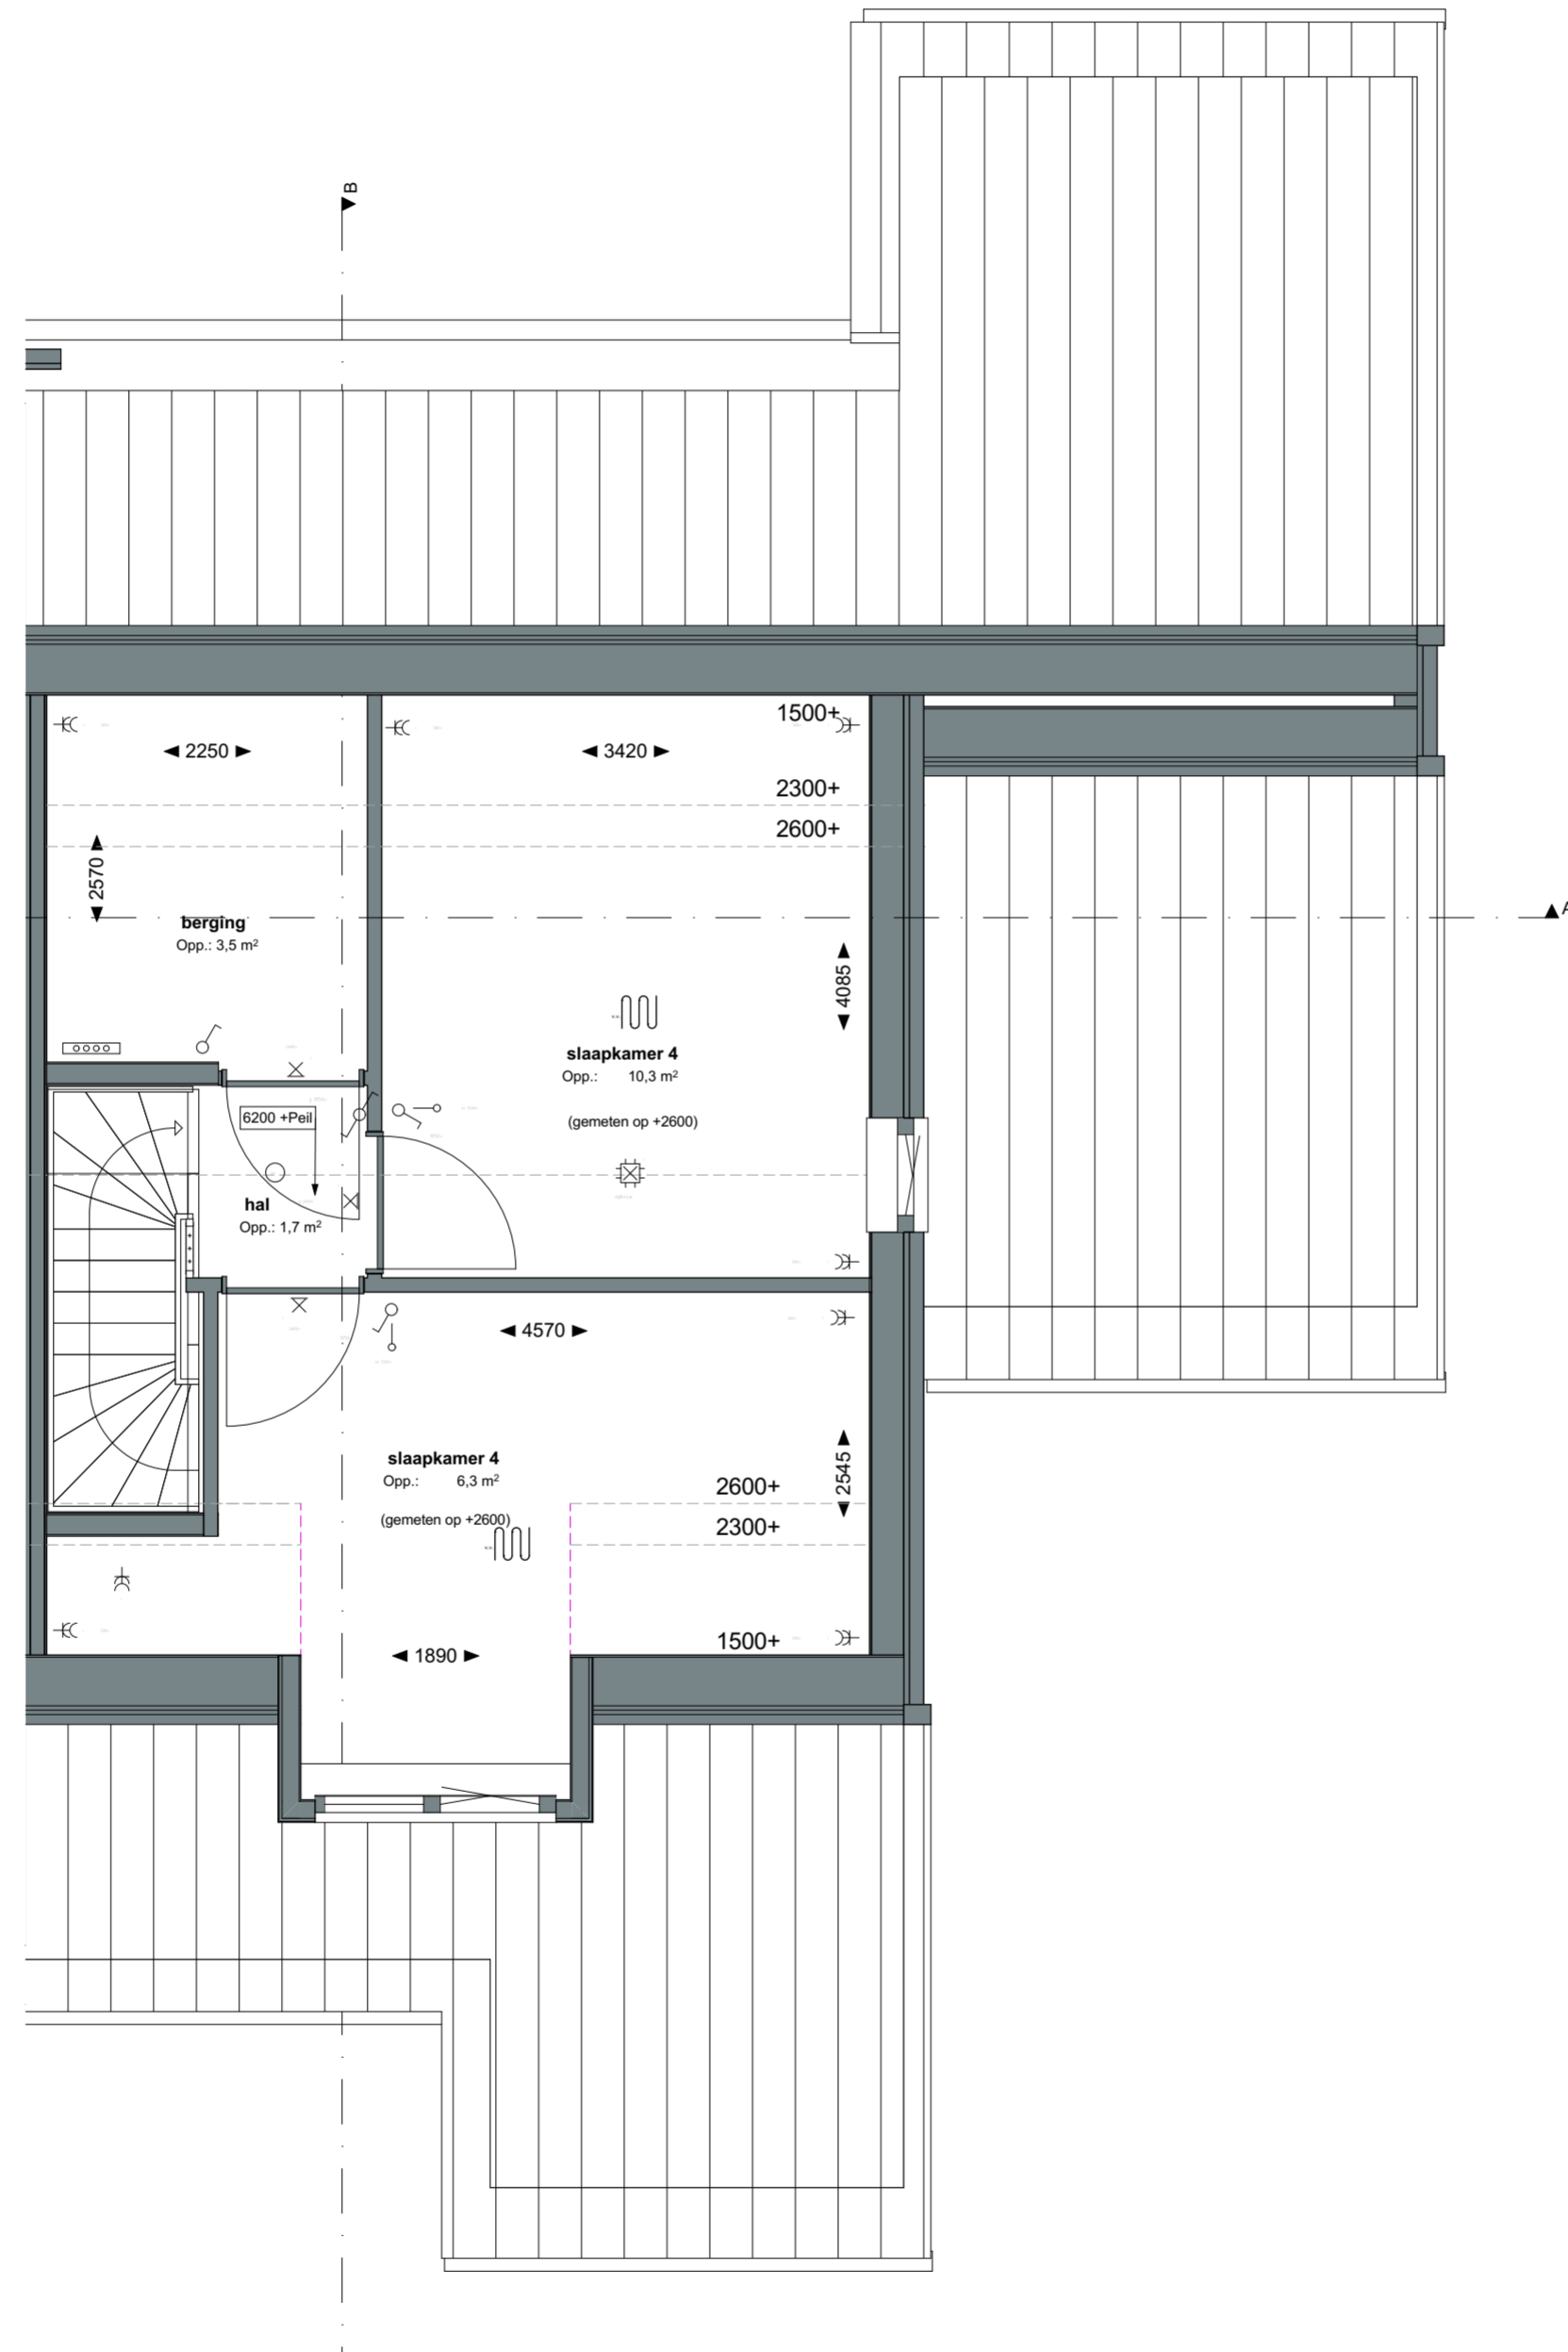 B
1500+
2250
3420
2300+
2600+
2570
berging
Opp.: 3,5 m²
A
4085
slaapkamer 4
Opp.: 10,3 m²
(gemeten op +2600)
6200 +Peil
hal
Opp.: 1,7 m²
4570
slaapkamer 4
Opp.: 6,3 m²
(gemeten op +2600)
2545
2600+
2300+
1500+
1890